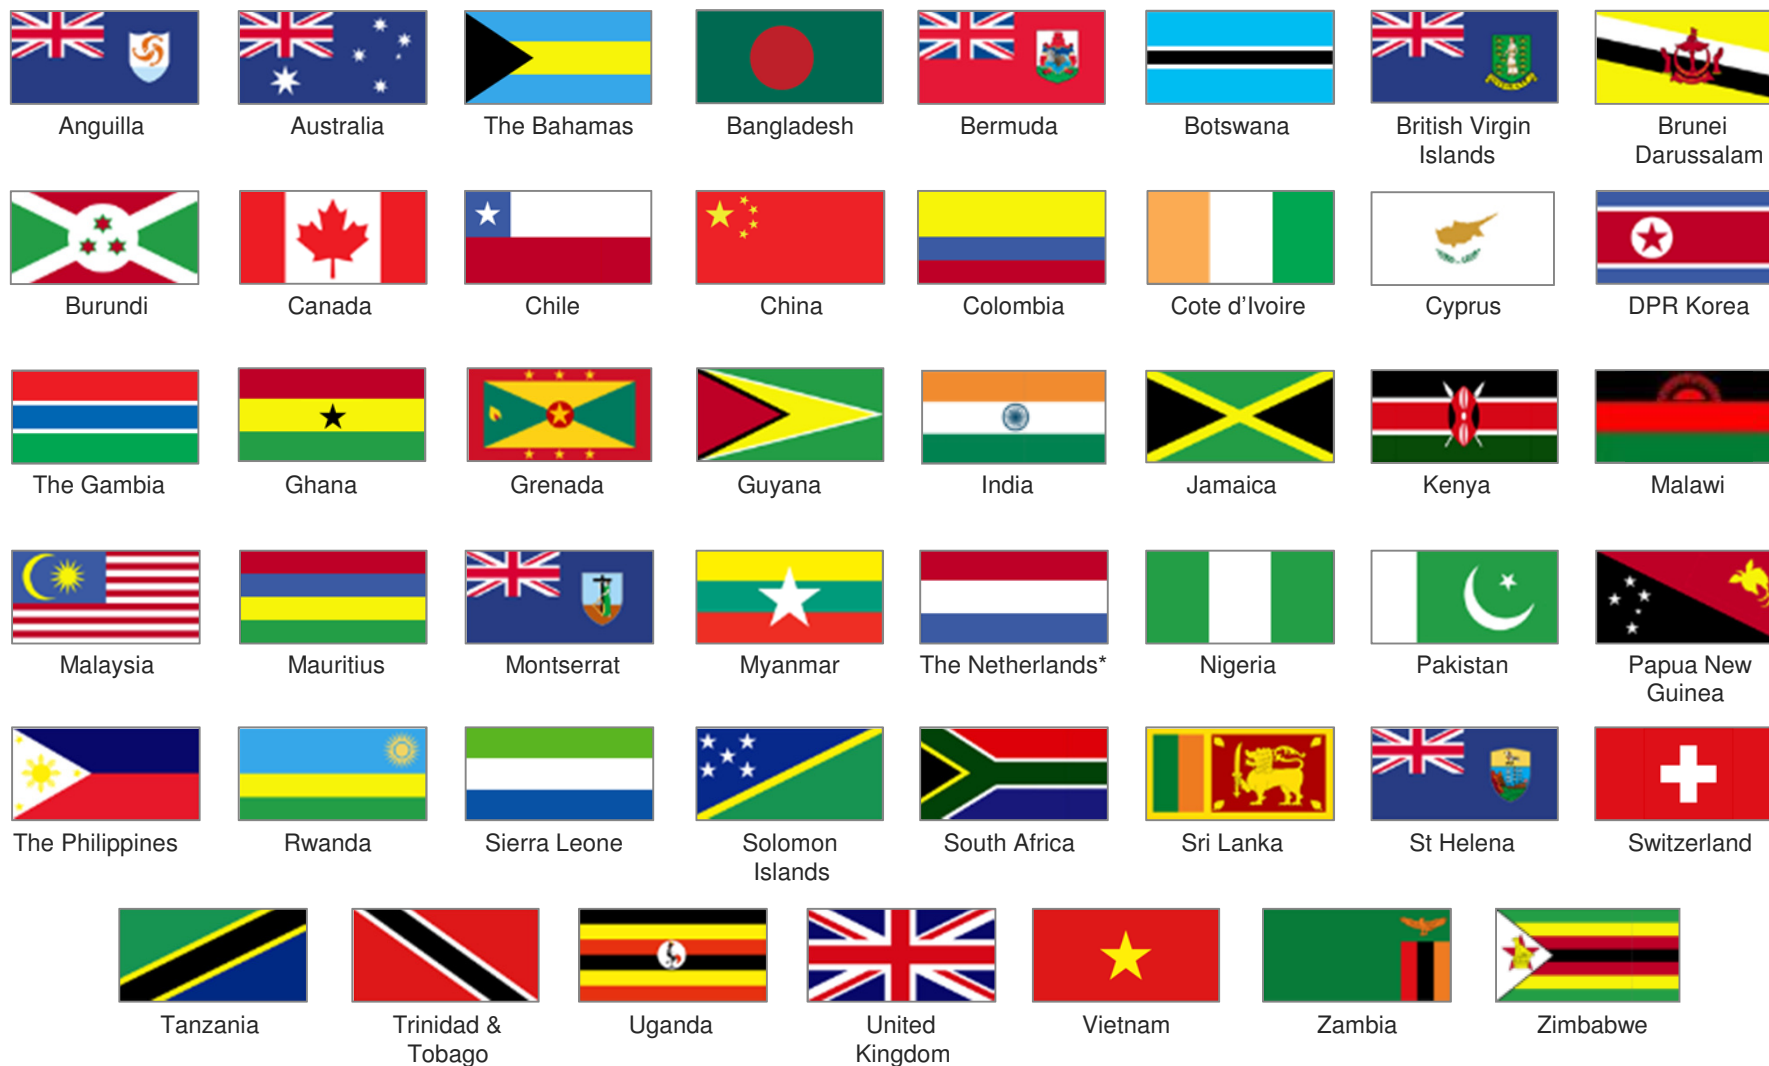 Anguilla
Australia
The Bahamas
Bangladesh
Bermuda
Botswana
British Virgin
Islands
Brunei
Darussalam
Burundi
Canada
Chile
China
Colombia
Cote d'Ivoire
Cyprus
DPR Korea
The Gambia
Ghana
Grenada
Guyana
India
Jamaica
Kenya
Malawi
Malaysia
Mauritius
Montserrat
Myanmar
The Netherlands*
Nigeria
Pakistan
Papua New
Guinea
The Philippines
Rwanda
Sierra Leone
Solomon
Islands
South Africa
Sri Lanka
St Helena
Switzerland
Tanzania
Trinidad &
Tobago
Uganda
United
Kingdom
Vietnam
Zambia
Zimbabwe